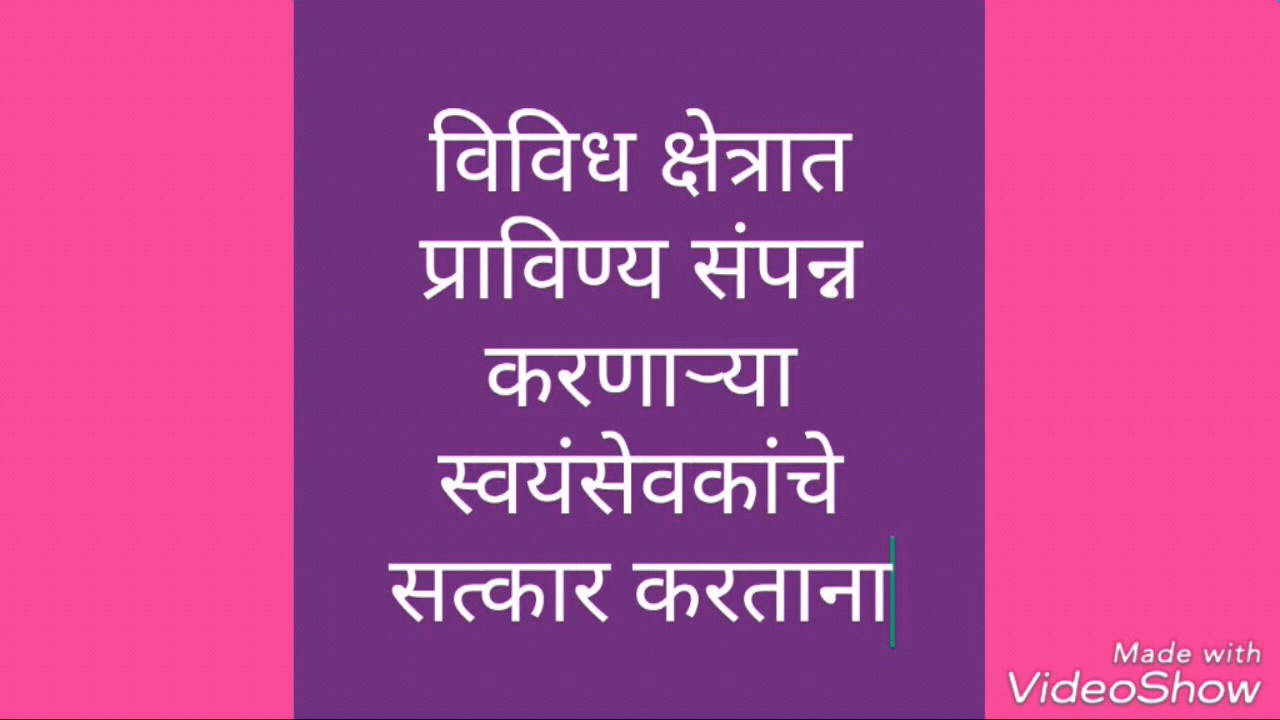 विविध क्षेत्रात
प्राविण्य संपन्न
करणाऱ्या
स्वयंसेवकांचे
सत्कार करताना
Made with
VideoShow